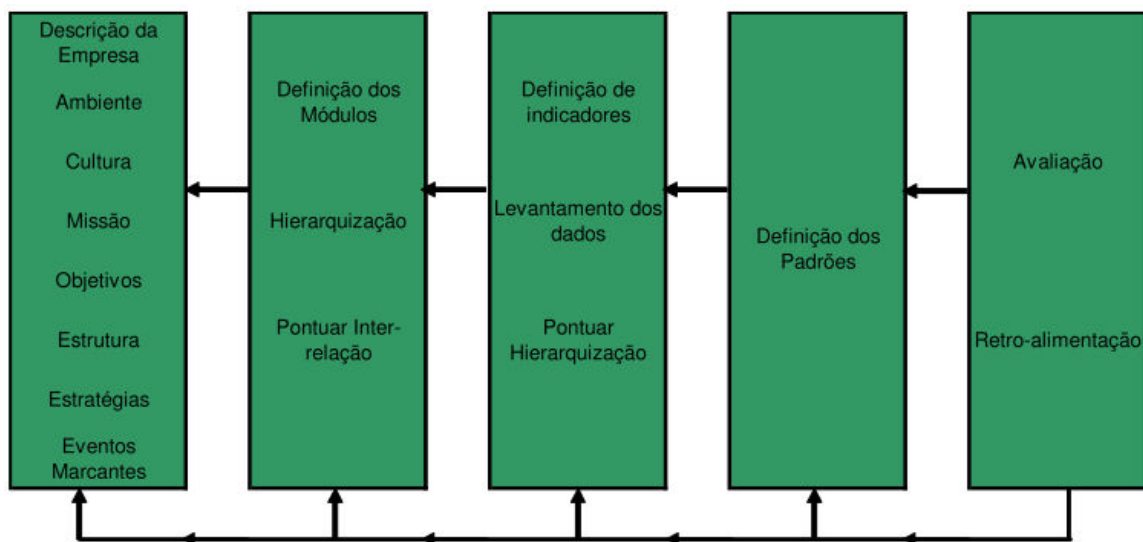 Descrição da
Empresa
Ambiente
Cultura
Missão
Objetivos
Estrutura
Estratégias
Eventos
Marcantes
Definição dos
Módulos
Hierarquização
Pontuar Inter-
relação
Definição de
indicadores
Levantamento dos
dados
Pontuar
Hierarquização
Definição dos
Padrões
Avaliação
Retro-alimentação